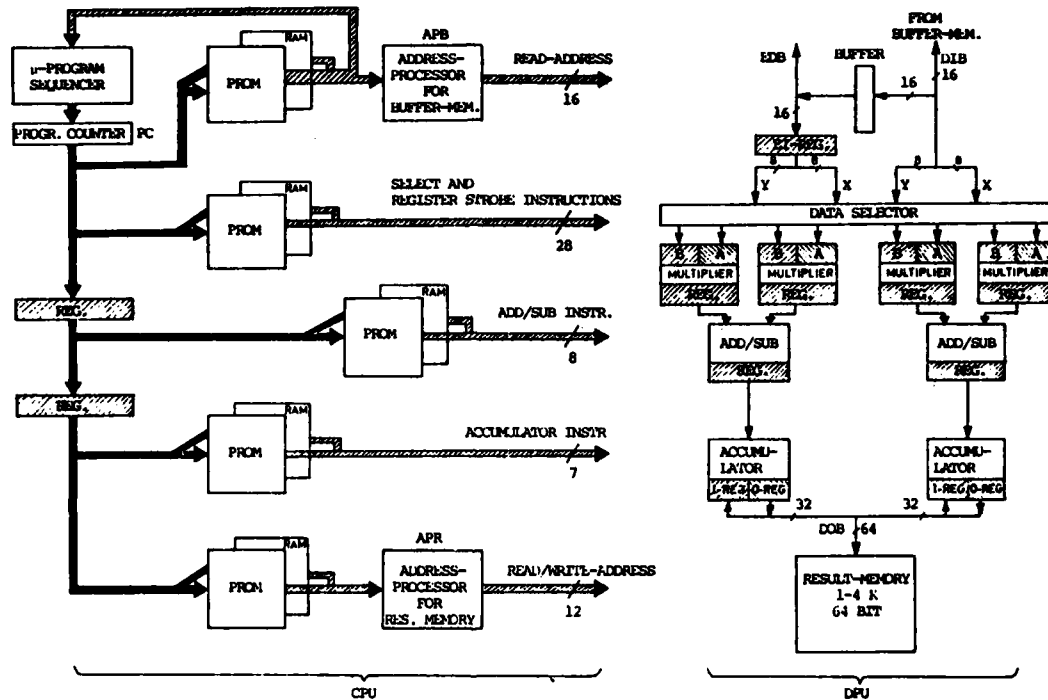 RAM
PROM
APB
ADDRESS-
PROCESSOR
FOR
BUFFER-MEM.
READ-ADDRESS
16
µ-PROGRAM
SEQUENCER
PROGR. COUNTER PC
RAM
PROM
SELECT AND
REGISTER STROBE INSTRUCTIONS
28
REG.
RAM
PROM
ADD/SUB INSTR.
8
REG.
RAM
PROM
ACCUMULATOR INSTR
7
RAM
PROM
APR
ADDRESS-
PROCESSOR
FOR
RES. MEMORY
READ/WRITE-ADDRESS
12
CPU
FROM
BUFFER-MEM.
EDB
BUFFER
DIB
16
16
16
EI-REG.
8 8 8 8
Y X Y X
DATA SELECTOR
B A B A B A B A
MULTIPLIER MULTIPLIER MULTIPLIER MULTIPLIER
REG. REG. REG. REG.
ADD/SUB ADD/SUB
REG. REG.
ACCUMU-
LATOR
I-REG O-REG
ACCUMU-
LATOR
I-REG O-REG
32 32
DOB 64
RESULT-MEMORY
1-4 K
64 BIT
DPU